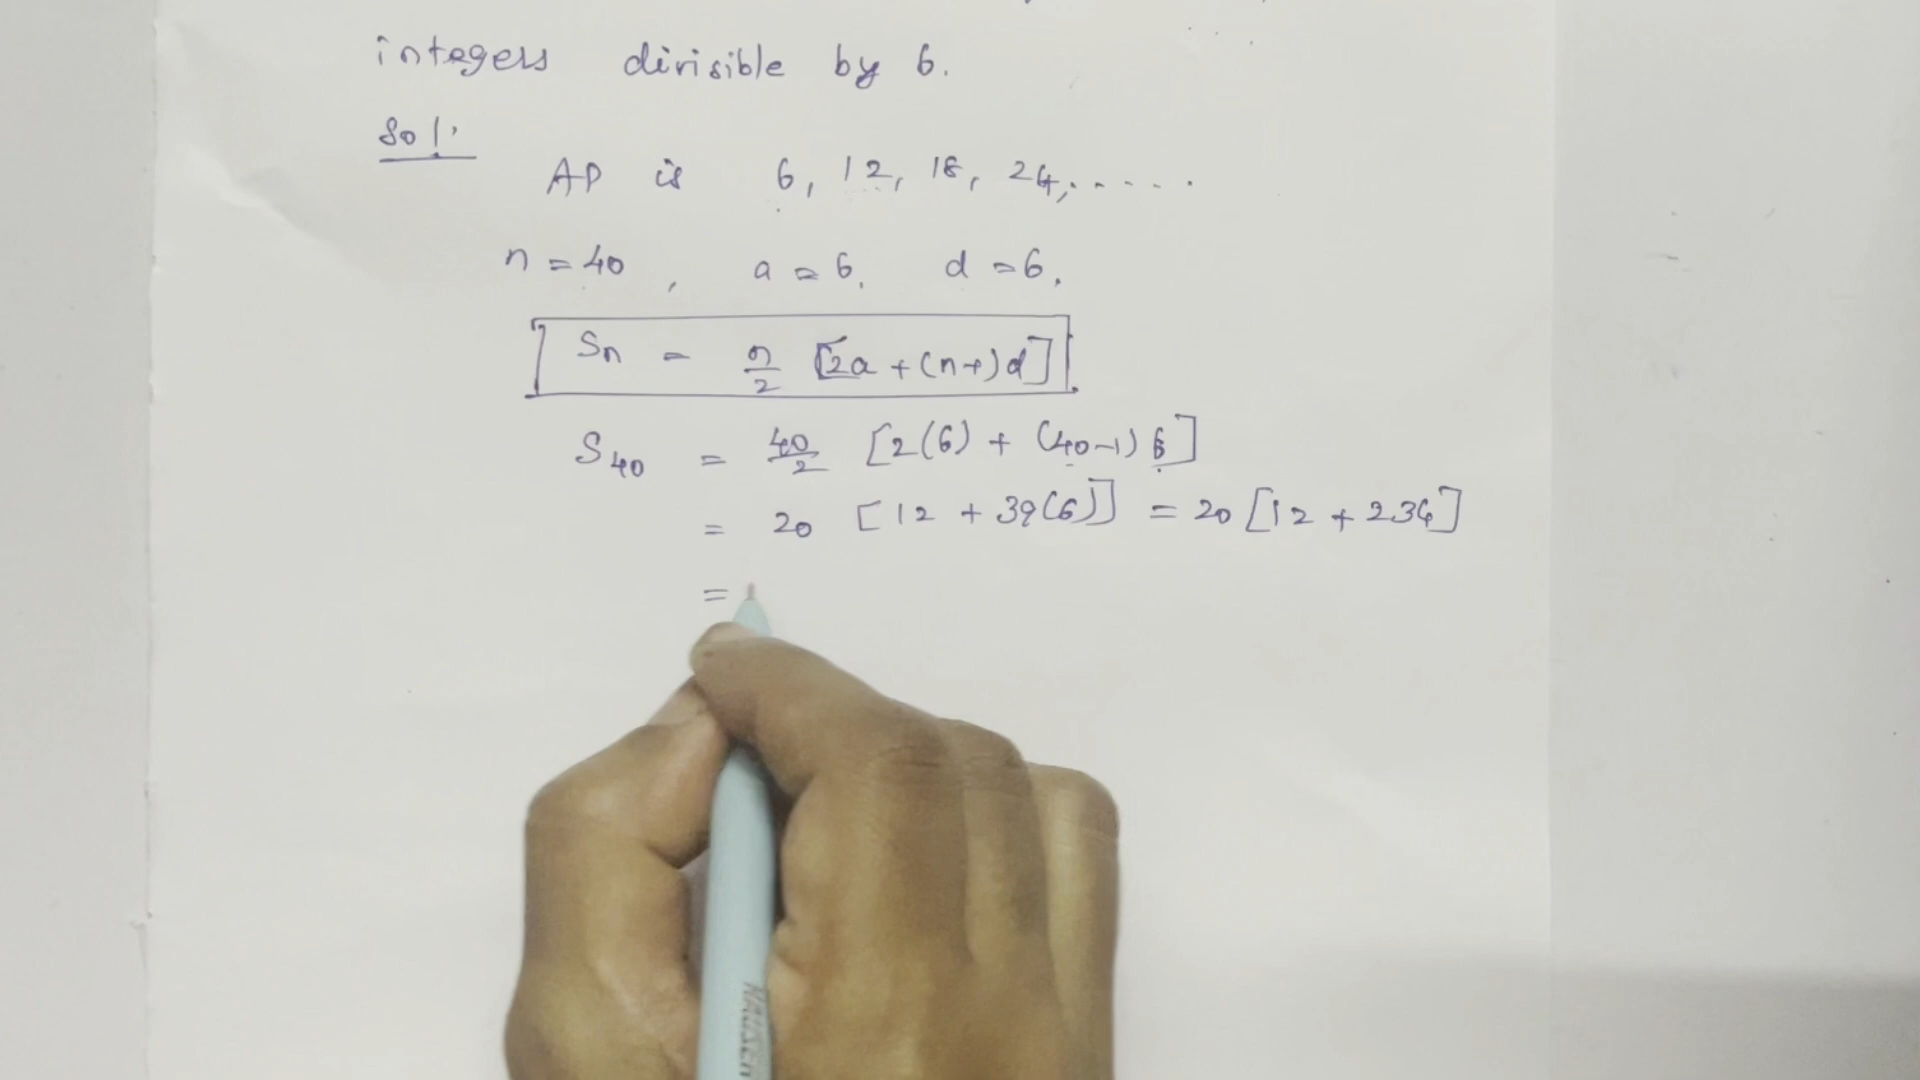 integers divisible by 6.
Sol:
AP is 6, 12, 18, 24, .....
n = 40, a = 6, d = 6.
Sn = n/2 [2a + (n-1)d]
S40 = 40/2 [2(6) + (40-1) 6]
= 20 [12 + 39(6)] = 20 [12 + 234]
=
HAUSER